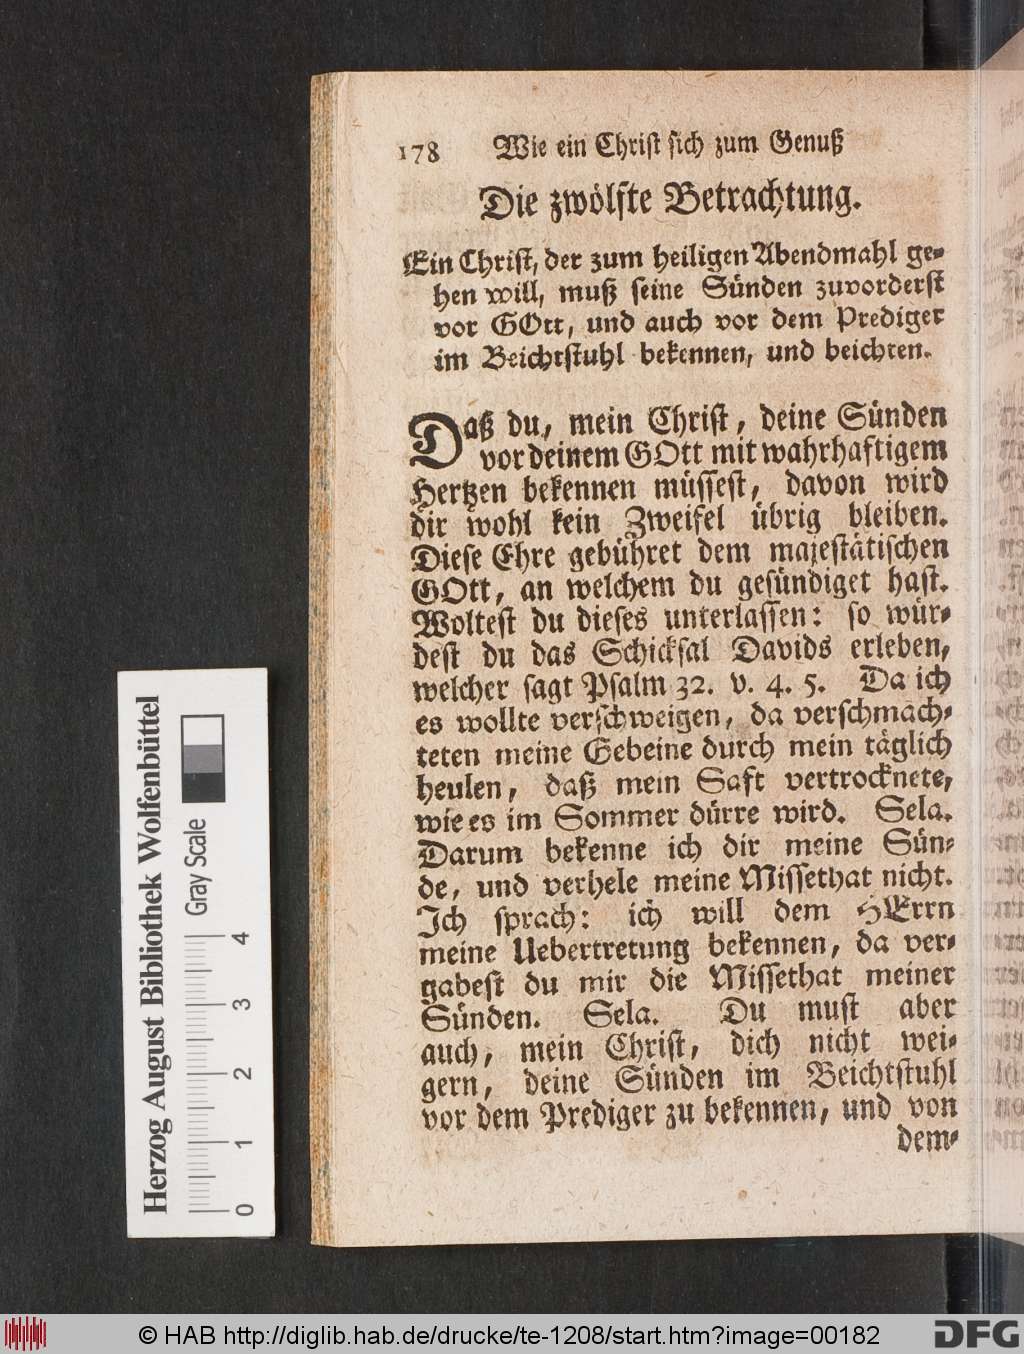 178 Wie ein Christ sich zum Genuß
Die zwölfte Betrachtung.
Ein Christ, der zum heiligen Abendmahl ge-
hen will, muß seine Sünden zuvorderst
vor GOtt, und auch vor dem Prediger
im Beichtstuhl bekennen, und beichten.
Daß du, mein Christ, deine Sünden
vor deinem GOtt mit wahrhaftigem
Hertzen bekennen müssest, davon wird
dir wohl kein Zweifel übrig bleiben.
Diese Ehre gebühret dem majestätischen
GOtt, an welchem du gesündiget hast.
Woltest du dieses unterlassen: so wür-
dest du das Schicksal Davids erleben,
welcher sagt Psalm 32. v. 4. 5. Da ich
es wollte verschweigen, da verschmach-
teten meine Gebeine durch mein täglich
heulen, daß mein Saft vertrocknete,
wie es im Sommer dürre wird. Sela.
Darum bekenne ich dir meine Sün-
de, und verhele meine Missethat nicht.
Ich sprach: ich will dem HErrn
meine Uebertretung bekennen, da ver-
gabest du mir die Missethat meiner
Sünden. Sela. Du must aber
auch, mein Christ, dich nicht wei-
gern, deine Sünden im Beichtstuhl
vor dem Prediger zu bekennen, und von
dem-
Herzog August Bibliothek Wolfenbüttel
Gray Scale
0 1 2 3 4
© HAB http://diglib.hab.de/drucke/te-1208/start.htm?image=00182
DFG